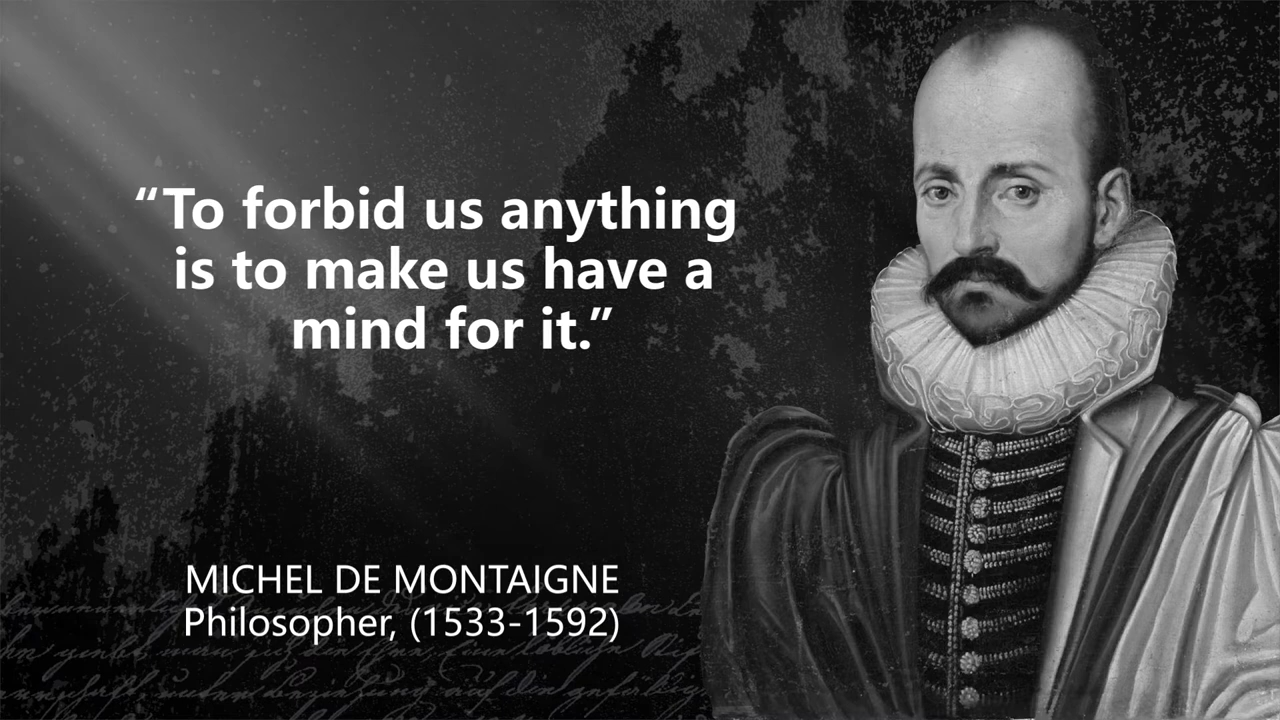 “To forbid us anything
is to make us have a
mind for it.”
MICHEL DE MONTAIGNE
Philosopher, (1533-1592)